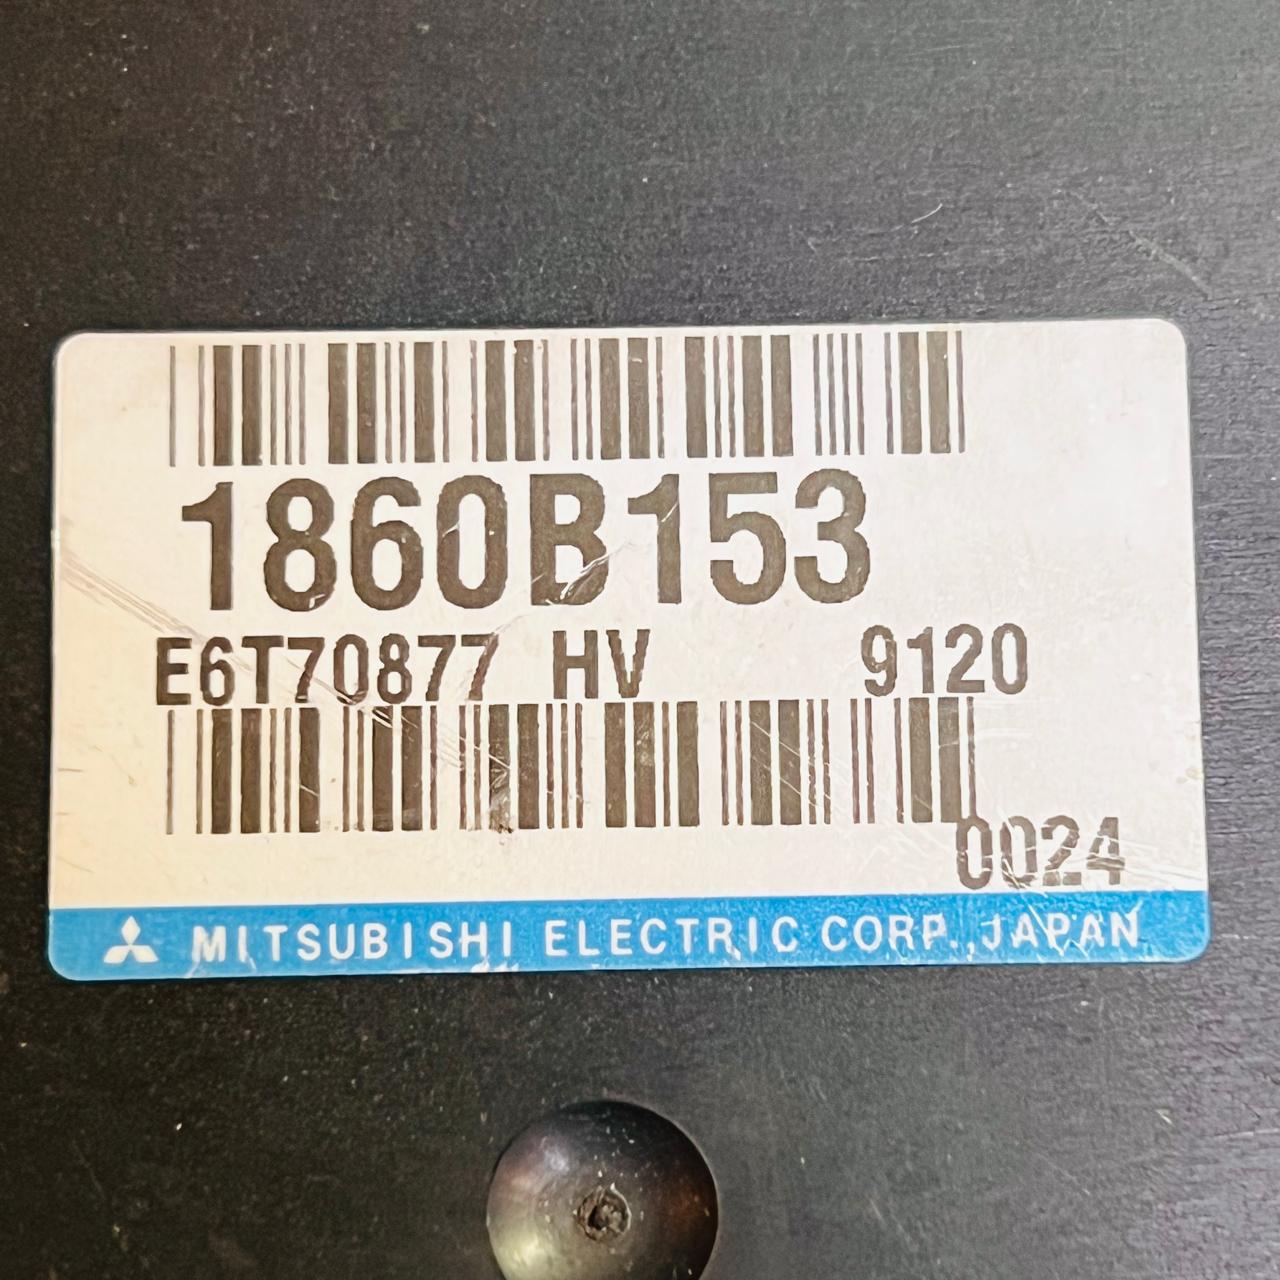 1860B153
E6T70877 HV 9120
0024
MITSUBISHI ELECTRIC CORP.,JAPAN